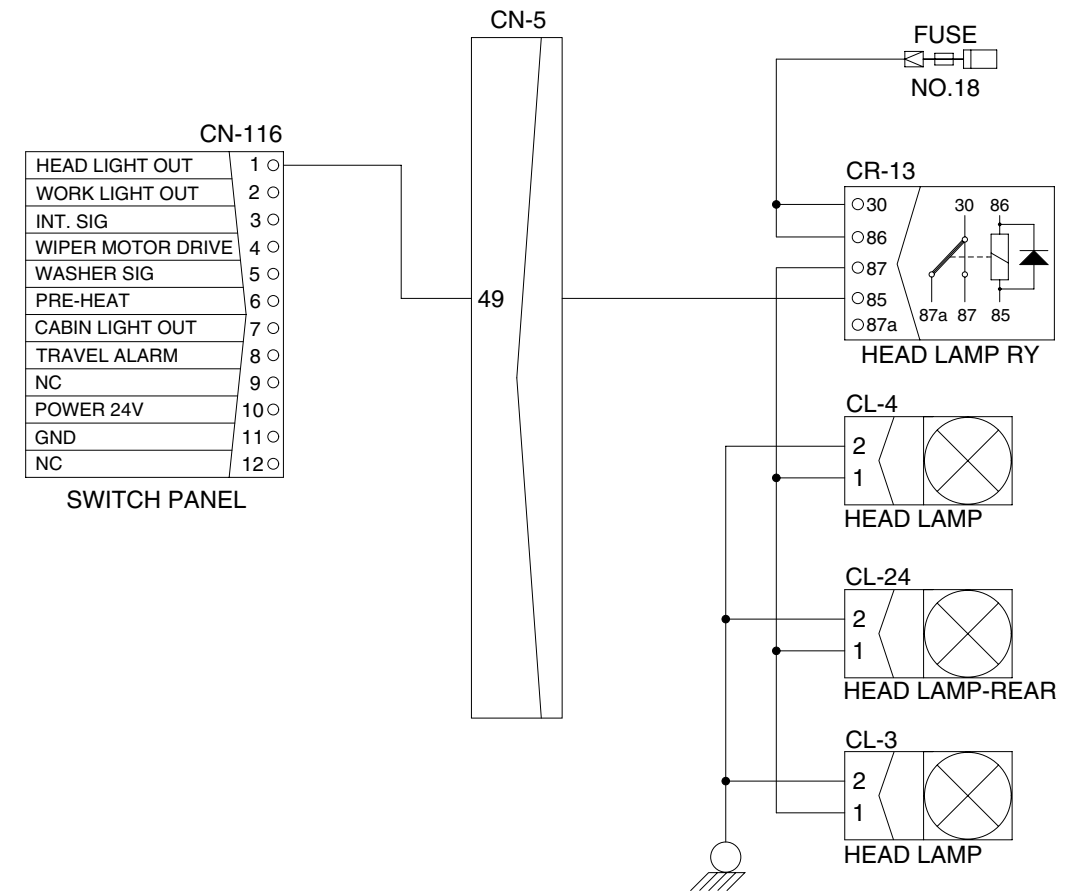 CN-5
FUSE
NO.18
CN-116
HEAD LIGHT OUT 1
WORK LIGHT OUT 2
INT. SIG 3
WIPER MOTOR DRIVE 4
WASHER SIG 5
PRE-HEAT 6
CABIN LIGHT OUT 7
TRAVEL ALARM 8
NC 9
POWER 24V 10
GND 11
NC 12
SWITCH PANEL
49
CR-13
30
86
87
85
87a
30 86
87a 87 85
HEAD LAMP RY
CL-4
2
1
HEAD LAMP
CL-24
2
1
HEAD LAMP-REAR
CL-3
2
1
HEAD LAMP